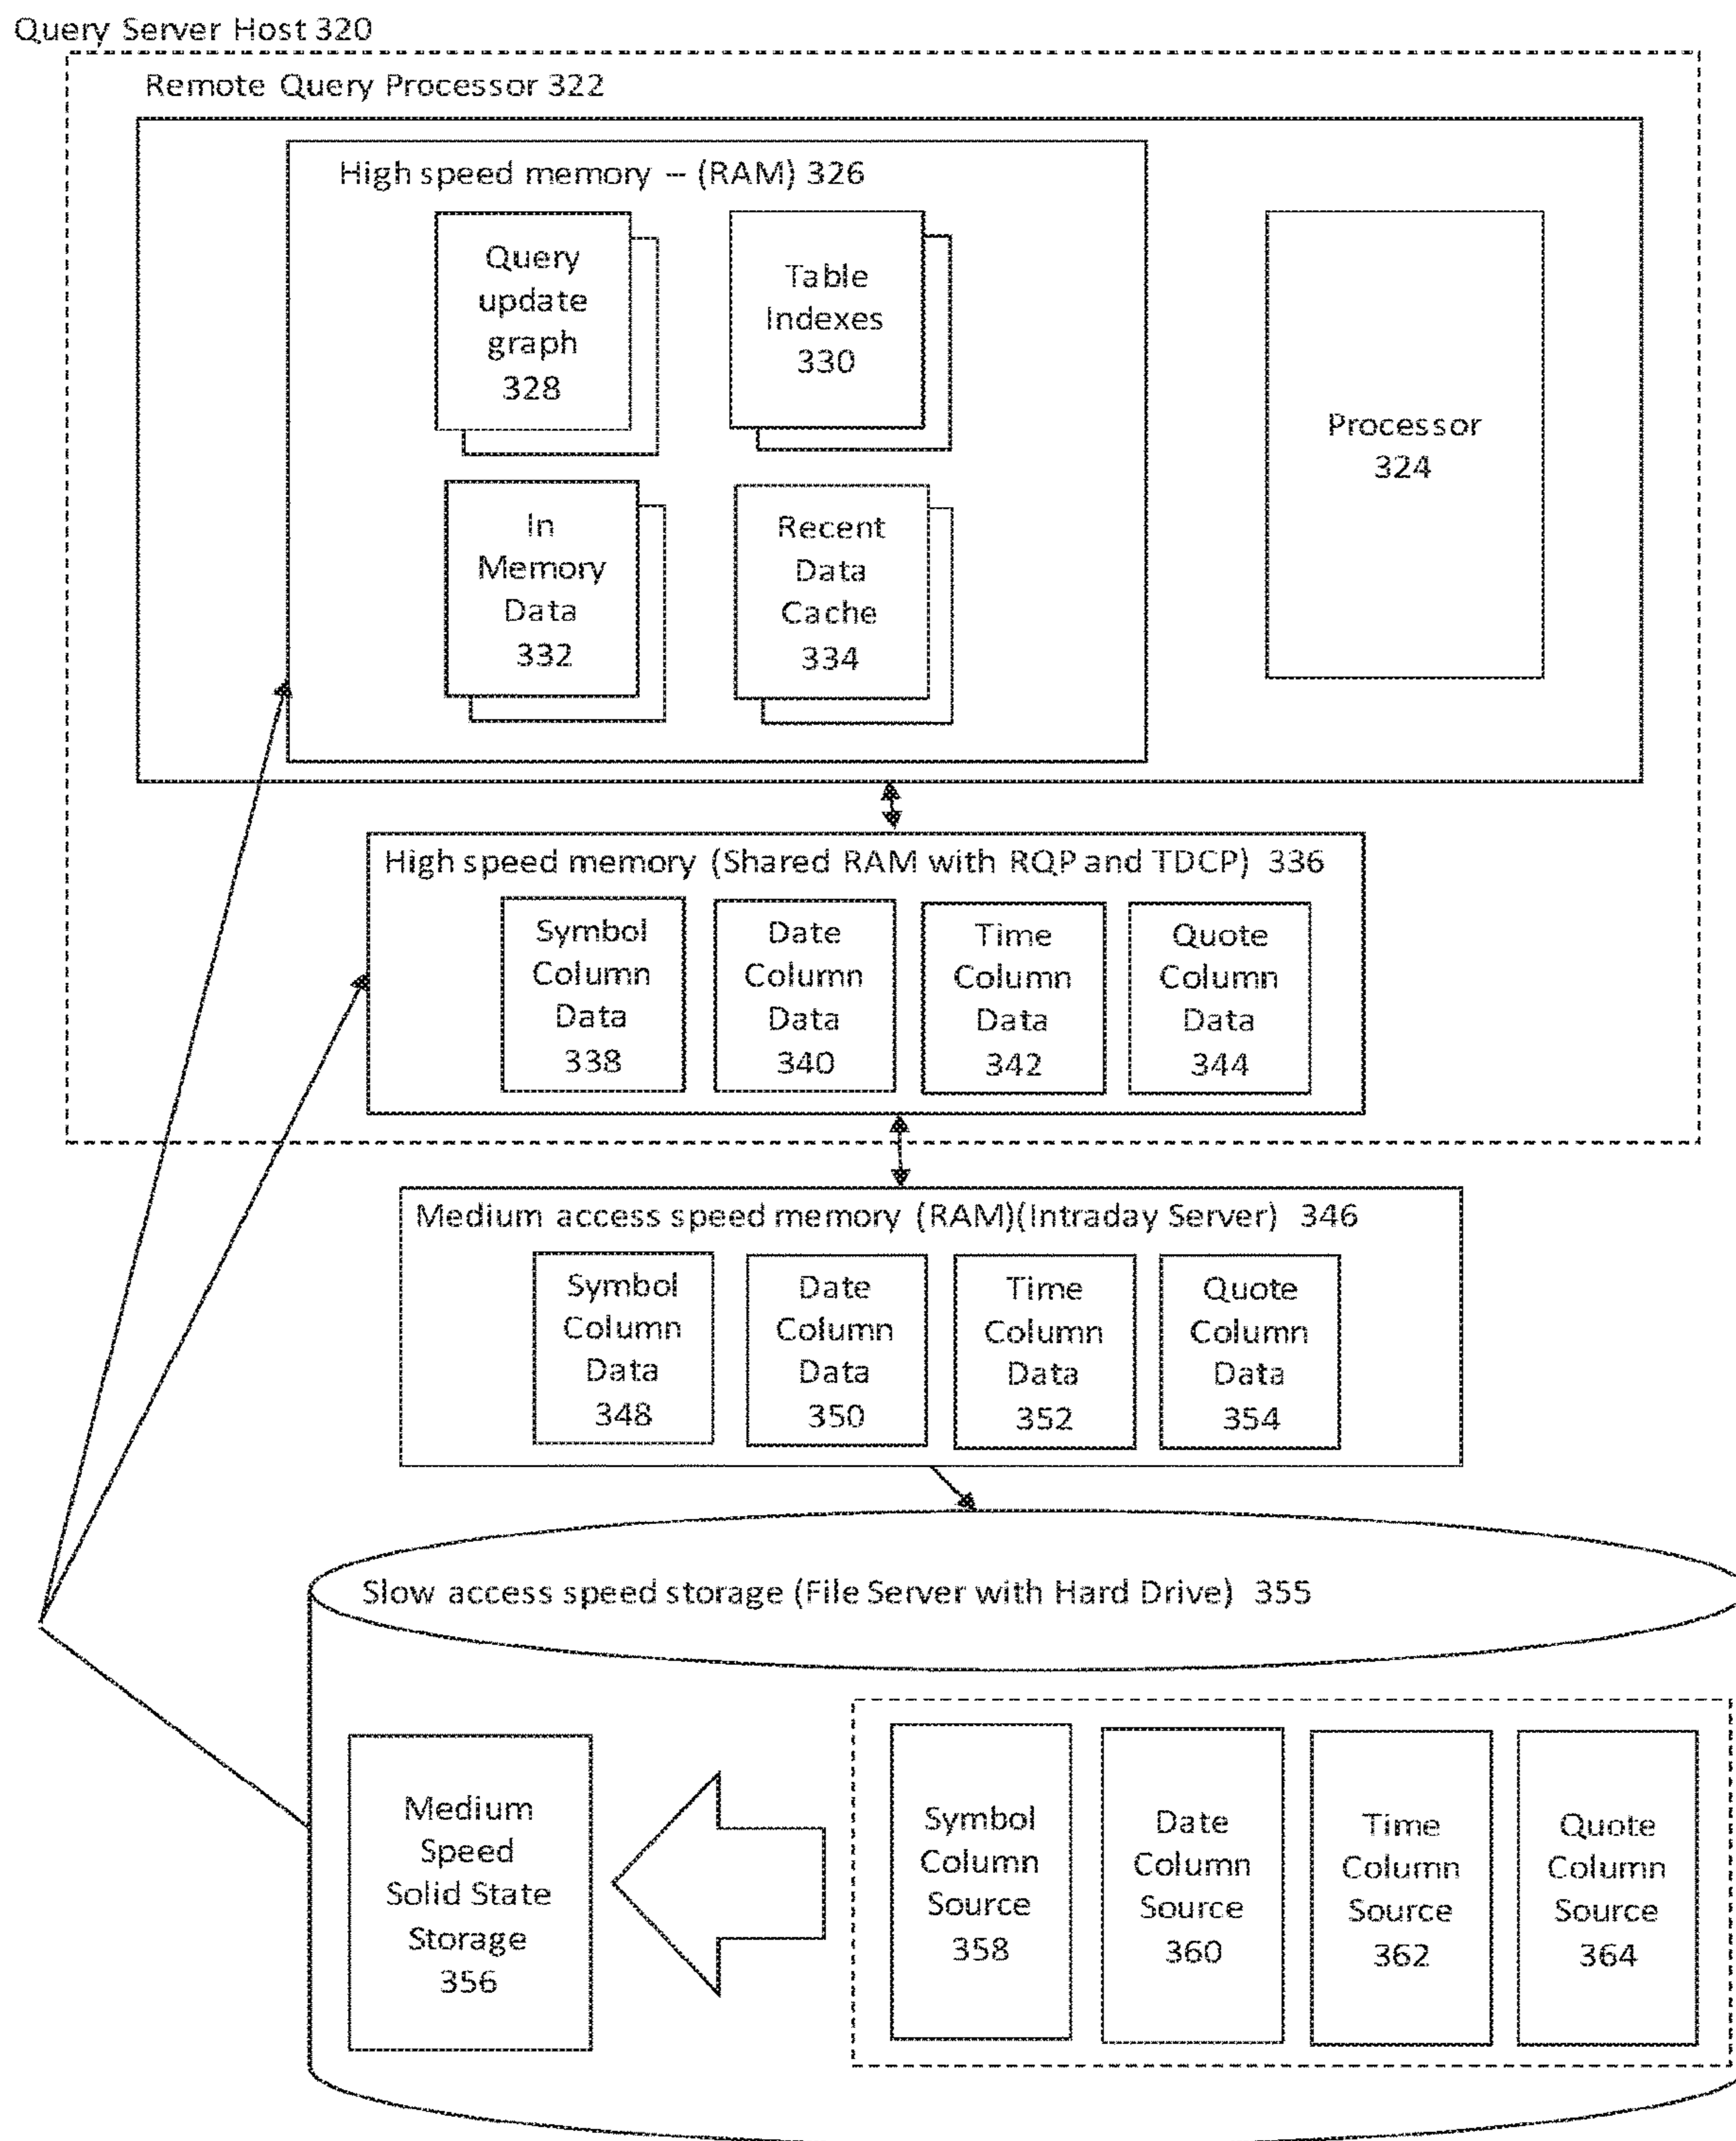 Query Server Host 320
Remote Query Processor 322
High speed memory -- (RAM) 326
Query
update
graph
328
Table
Indexes
330
Processor
324
In
Memory
Data
332
Recent
Data
Cache
334
High speed memory (Shared RAM with RQP and TDCP) 336
Symbol
Column
Data
338
Date
Column
Data
340
Time
Column
Data
342
Quote
Column
Data
344
Medium access speed memory (RAM)(Intraday Server) 346
Symbol
Column
Data
348
Date
Column
Data
350
Time
Column
Data
352
Quote
Column
Data
354
Slow access speed storage (File Server with Hard Drive) 355
Medium
Speed
Solid State
Storage
356
Symbol
Column
Source
358
Date
Column
Source
360
Time
Column
Source
362
Quote
Column
Source
364